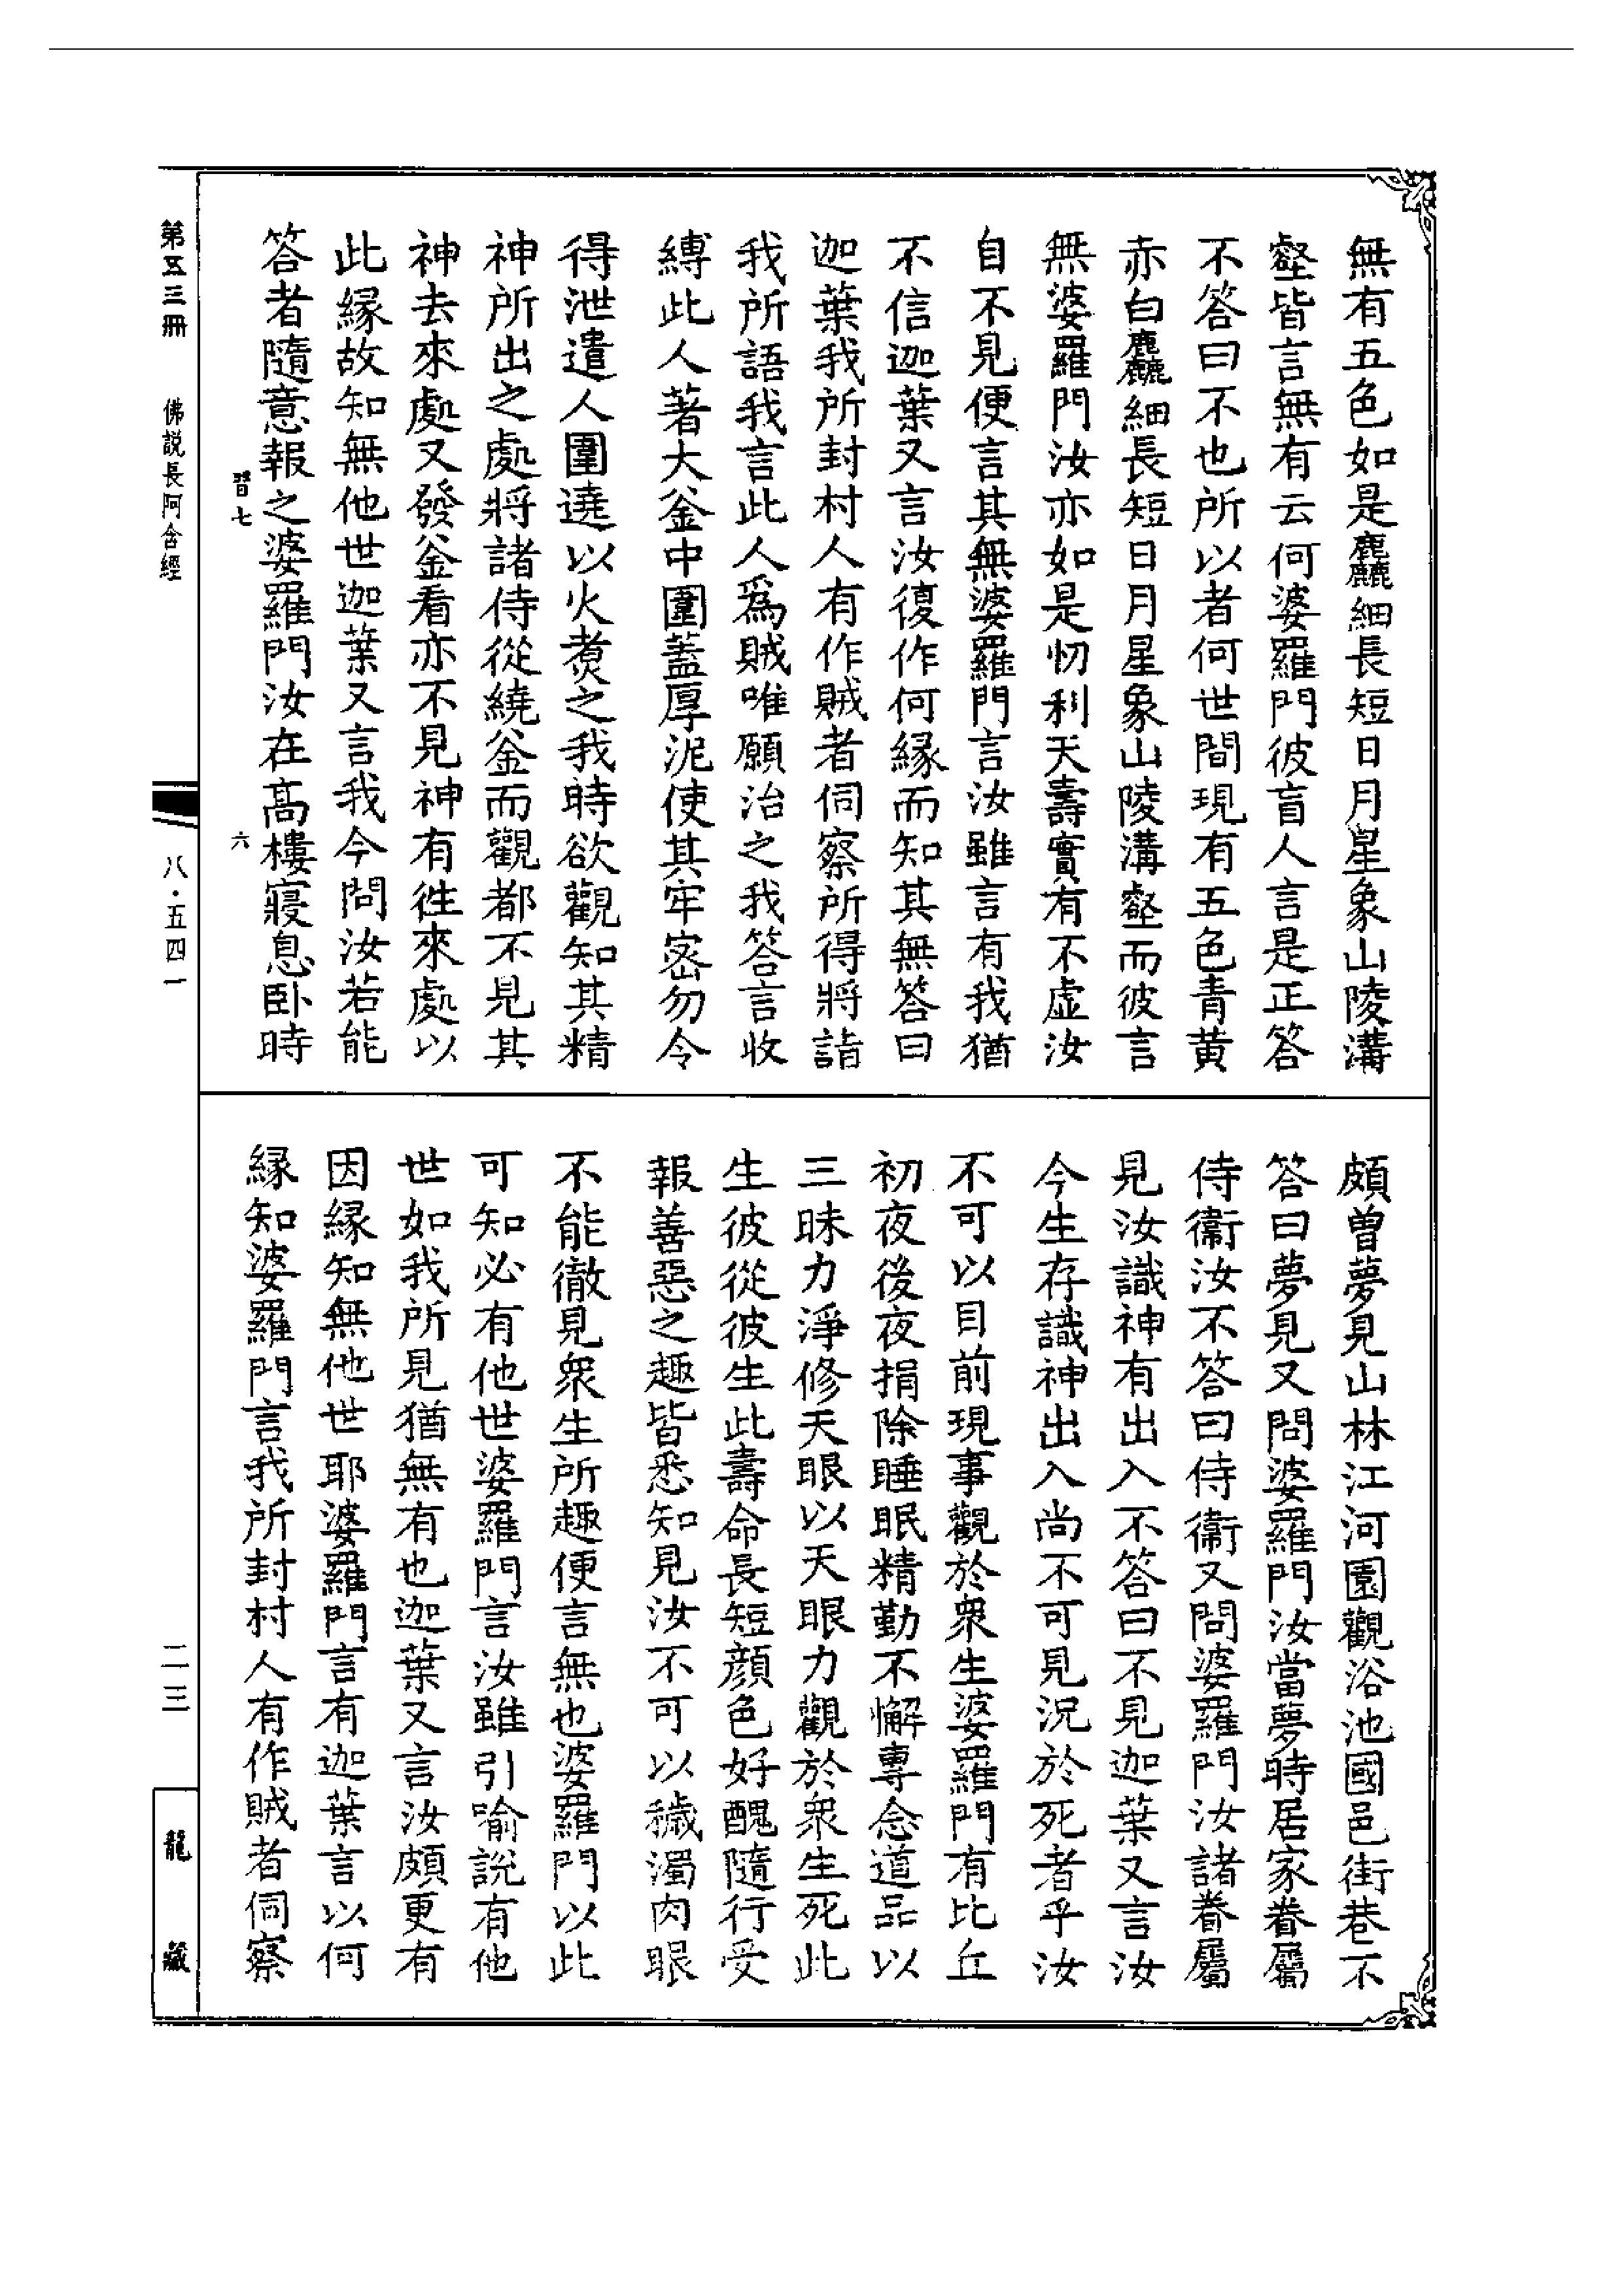 無有五色如是麤細長短日月星象山陵溝
壑皆言無有云何婆羅門彼盲人言是正答
不答曰不也所以者何世間現有五色青黃
赤白麤細長短日月星象山陵溝壑而彼言
無婆羅門汝亦如是忉利天壽實有不虛汝
自不見便言其無婆羅門言汝雖言有我猶
不信迦葉又言汝復作何緣而知其無答曰
迦葉我所封村人有作賊者伺察所得將詣
我所語我言此人爲賊唯願治之我答言收
縛此人著大釜中圍蓋厚泥使其牢密勿令
得泄遣人圍遶以火煑之我時欲觀知其精
神所出之處將諸侍從繞釜而觀都不見其
神去來處又發釜看亦不見神有徃來處以
此緣故知無他世迦葉又言我今問汝若能
答者隨意報之婆羅門汝在高樓寢息卧時
頗曾夢見山林江河園觀浴池國邑街巷不
答曰夢見又問婆羅門汝當夢時居家眷屬
侍衞汝不答曰侍衞又問婆羅門汝諸眷屬
見汝識神有出入不答曰不見迦葉又言汝
今生存識神出入尚不可見況於死者乎汝
不可以目前現事觀於衆生婆羅門有比丘
初夜後夜捐除睡眠精勤不懈專念道品以
三昧力淨修天眼以天眼力觀於衆生死此
生彼從彼生此壽命長短顏色好醜隨行受
報善惡之趣皆悉知見汝不可以穢濁肉眼
不能徹見衆生所趣便言無也婆羅門以此
可知必有他世婆羅門言汝雖引喻說有他
世如我所見猶無有也迦葉又言汝頗更有
因緣知無他世耶婆羅門言有迦葉言以何
緣知婆羅門言我所封村人有作賊者伺察
第五三冊
佛説長阿含經
八·五四一
二三
龍藏
七
六